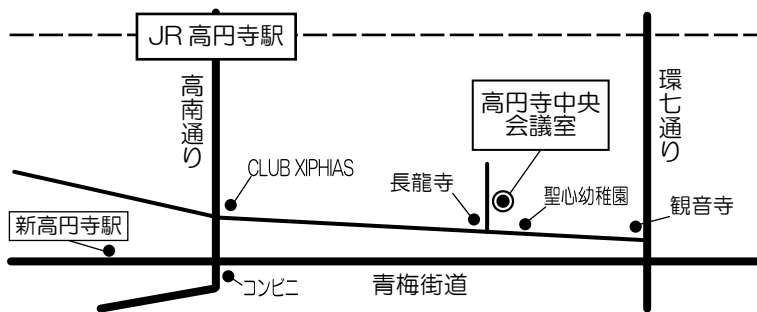 JR高円寺駅
高南通り
高円寺中央
会議室
環七通り
CLUB XIPHIAS
長龍寺
聖心幼稚園
観音寺
新高円寺駅
コンビニ
青梅街道